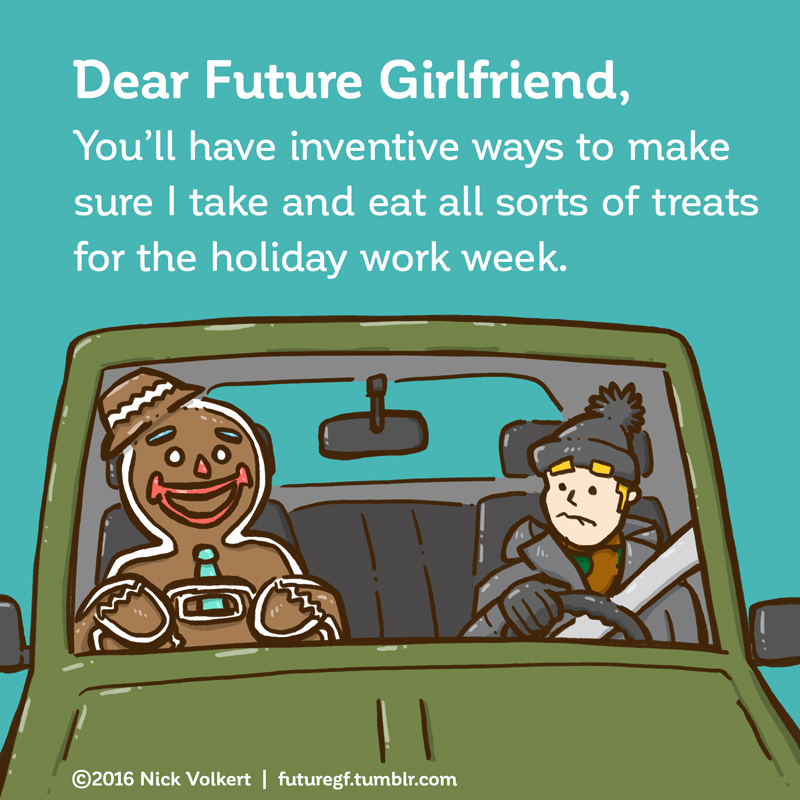 Dear Future Girlfriend,
You’ll have inventive ways to make
sure I take and eat all sorts of treats
for the holiday work week.
©2016 Nick Volkert | futuregf.tumblr.com